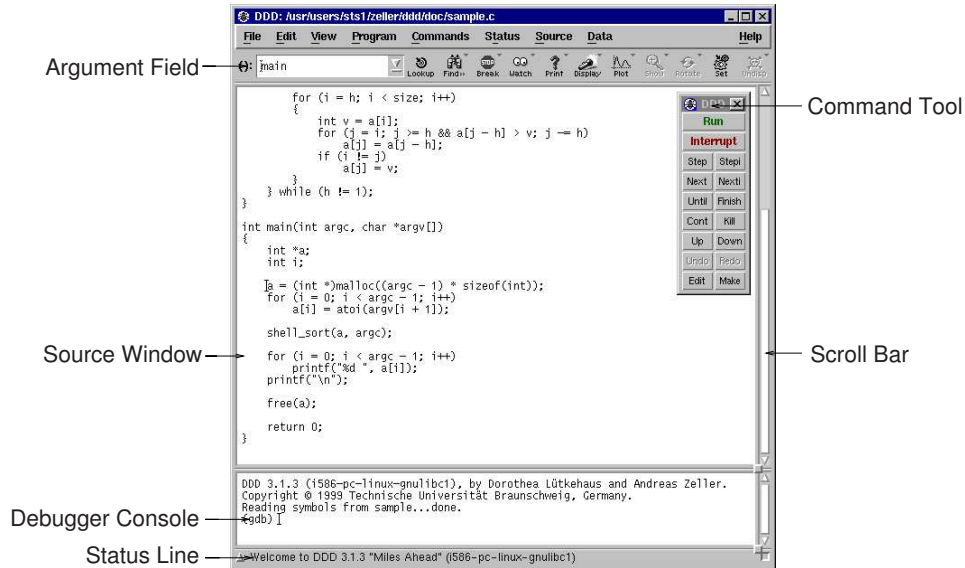 DDD: /usr/users/sts1/zeller/ddd/doc/sample.c
File Edit View Program Commands Status Source Data Help
Argument Field
(): main
Lookup Find>> Break Watch Print Display Plot Show Rotate Set Undisp
for (i = h; i < size; i++)
{
int v = a[i];
for (j = i; j >= h && a[j - h] > v; j -= h)
a[j] = a[j - h];
if (i != j)
a[j] = v;
}
} while (h != 1);
}
int main(int argc, char *argv[])
{
int *a;
int i;
a = (int *)malloc((argc - 1) * sizeof(int));
for (i = 0; i < argc - 1; i++)
a[i] = atoi(argv[i + 1]);
shell_sort(a, argc);
for (i = 0; i < argc - 1; i++)
printf("%d ", a[i]);
printf("\n");
free(a);
return 0;
}
DDD
Command Tool
Run
Interrupt
Step Stepi
Next Nexti
Until Finish
Cont Kill
Up Down
Undo Redo
Edit Make
Source Window
Scroll Bar
DDD 3.1.3 (i586-pc-linux-gnulibc1), by Dorothea Lütkehaus and Andreas Zeller.
Copyright © 1999 Technische Universität Braunschweig, Germany.
Reading symbols from sample...done.
Debugger Console
(gdb)
Status Line
Welcome to DDD 3.1.3 "Miles Ahead" (i586-pc-linux-gnulibc1)